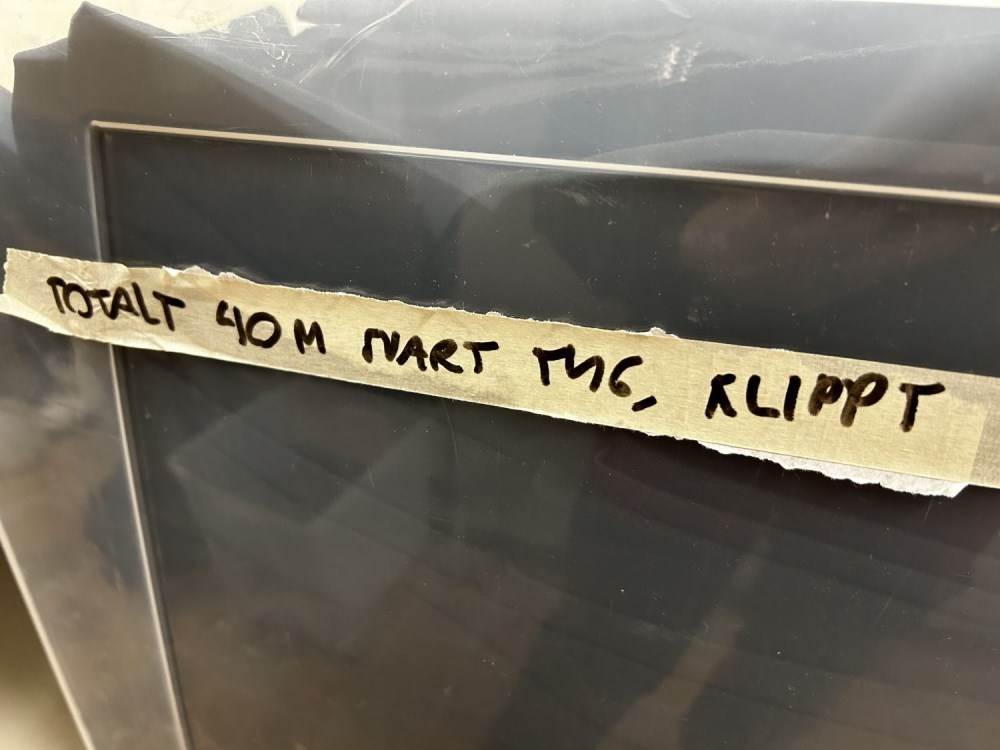 TOTALT 40 M SVART TYG, KLIPPT